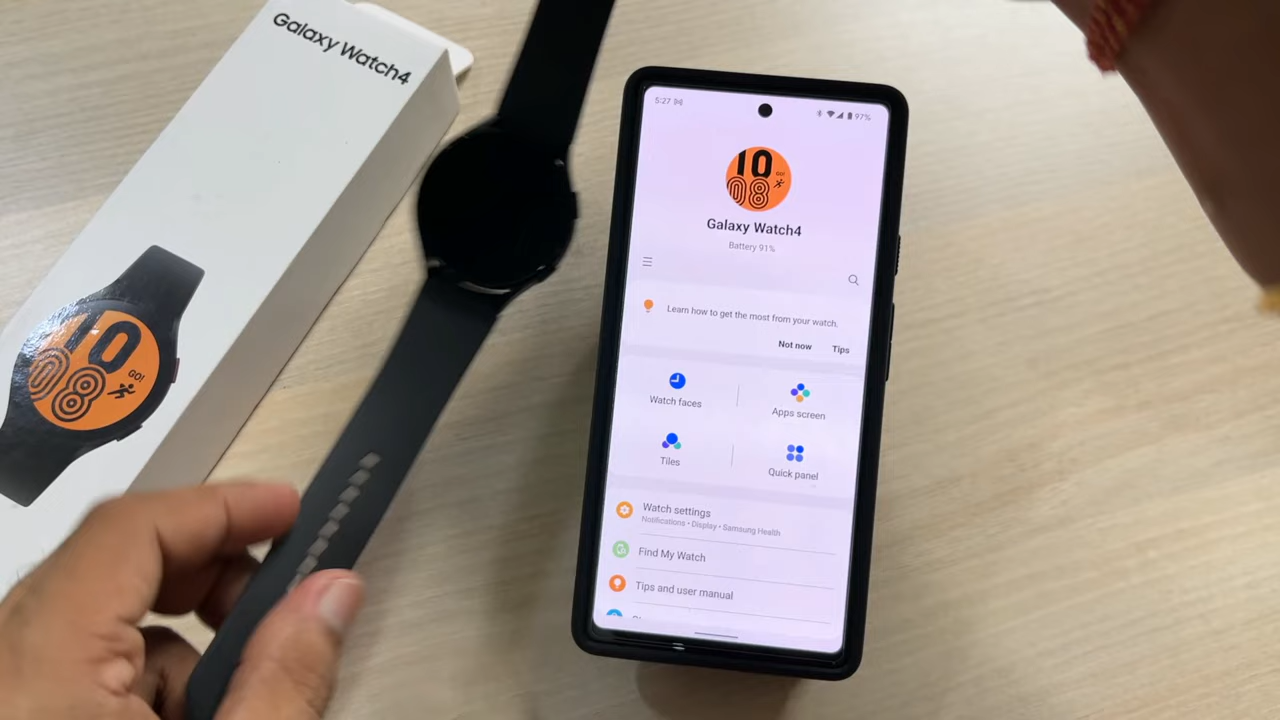 Galaxy Watch4
10
08
GO!
5:27
97%
10
08
GO!
Galaxy Watch4
Battery 91%
Learn how to get the most from your watch.
Not now
Tips
Watch faces
Apps screen
Tiles
Quick panel
Watch settings
Notifications • Display • Samsung Health
Find My Watch
Tips and user manual